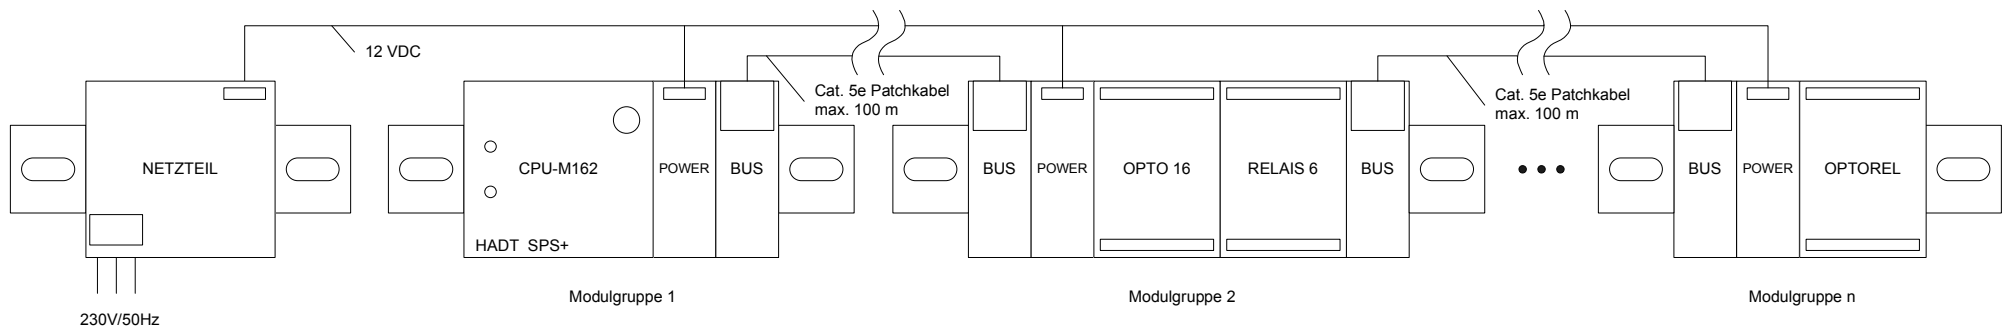 12 VDC
Cat. 5e Patchkabel
max. 100 m
Cat. 5e Patchkabel
max. 100 m
NETZTEIL
CPU-M162
POWER
BUS
BUS
POWER
OPTO 16
RELAIS 6
BUS
BUS
POWER
OPTOREL
HADT SPS+
Modulgruppe 1
Modulgruppe 2
Modulgruppe n
230V/50Hz